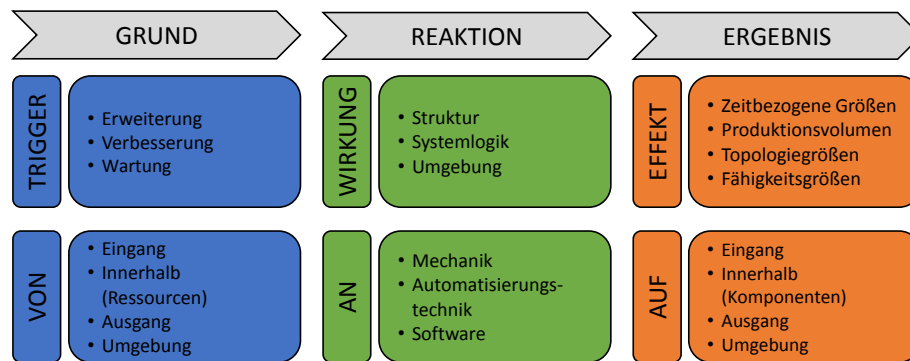 GRUND
REAKTION
ERGEBNIS
TRIGGER
• Erweiterung
• Verbesserung
• Wartung
WIRKUNG
• Struktur
• Systemlogik
• Umgebung
EFFEKT
• Zeitbezogene Größen
• Produktionsvolumen
• Topologiegrößen
• Fähigkeitsgrößen
VON
• Eingang
• Innerhalb
(Ressourcen)
• Ausgang
• Umgebung
AN
• Mechanik
• Automatisierungs-
technik
• Software
AUF
• Eingang
• Innerhalb
(Komponenten)
• Ausgang
• Umgebung